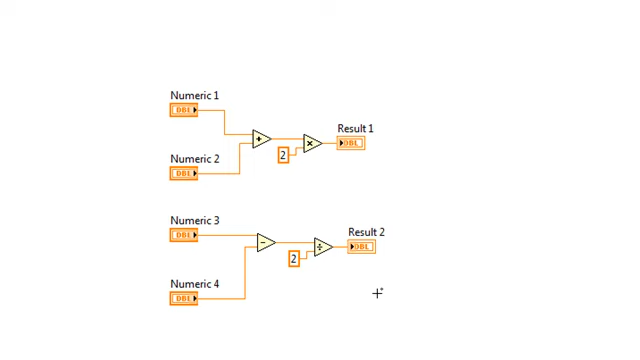 Numeric 1
DBL
Numeric 2
DBL
+
×
2
Result 1
DBL
Numeric 3
DBL
Numeric 4
DBL
−
÷
2
Result 2
DBL